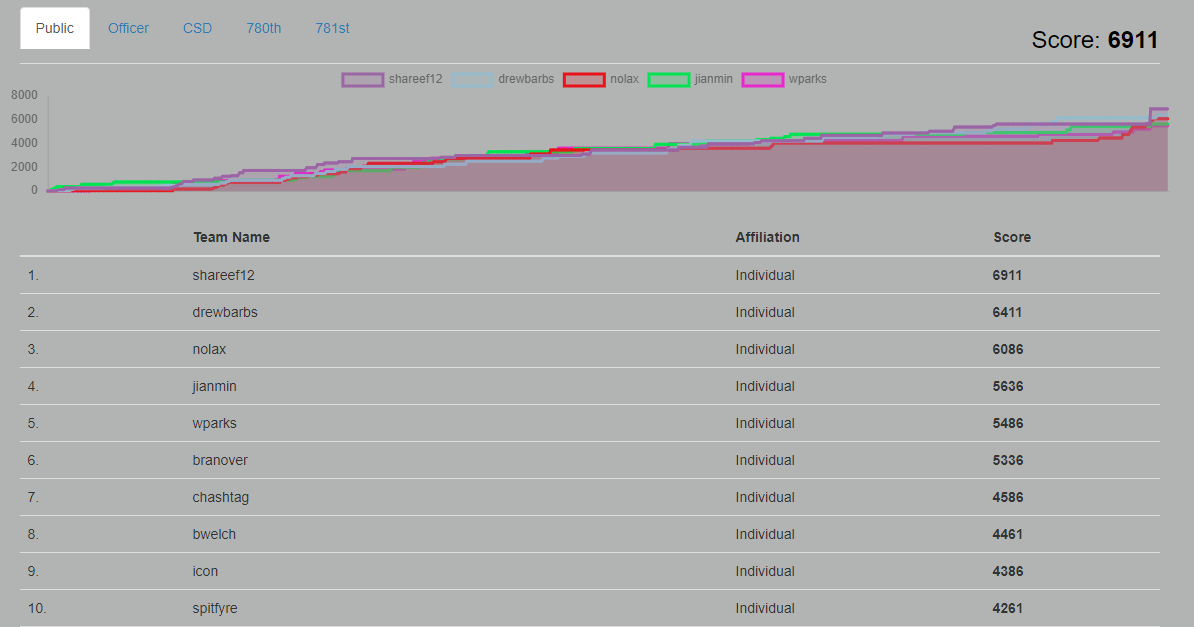 Public Officer CSD 780th 781st
Score: 6911
shareef12 drewbarbs nolax jianmin wparks
8000
6000
4000
2000
0
Team Name Affiliation Score
1. shareef12 Individual 6911
2. drewbarbs Individual 6411
3. nolax Individual 6086
4. jianmin Individual 5636
5. wparks Individual 5486
6. branover Individual 5336
7. chashtag Individual 4586
8. bwelch Individual 4461
9. icon Individual 4386
10. spitfyre Individual 4261